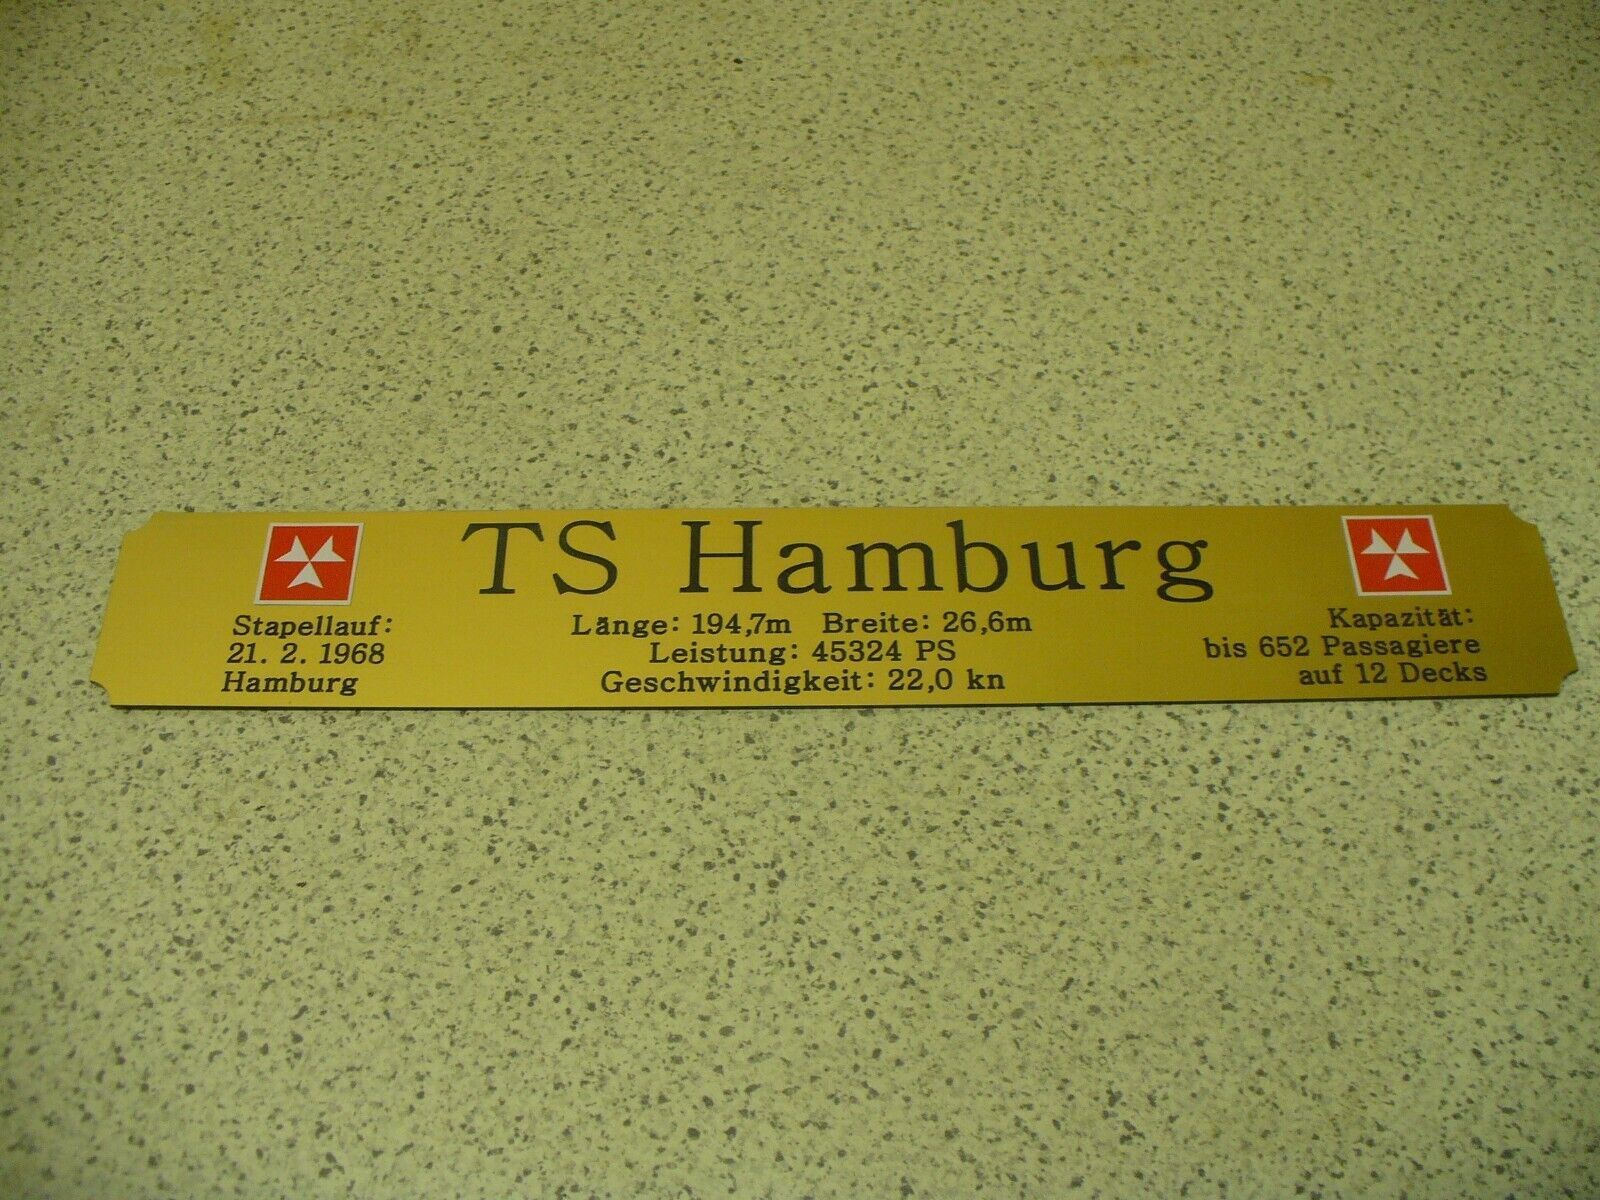 TS Hamburg
Stapellauf:
21. 2. 1968
Hamburg
Länge: 194,7m Breite: 26,6m
Leistung: 45324 PS
Geschwindigkeit: 22,0 kn
Kapazität:
bis 652 Passagiere
auf 12 Decks